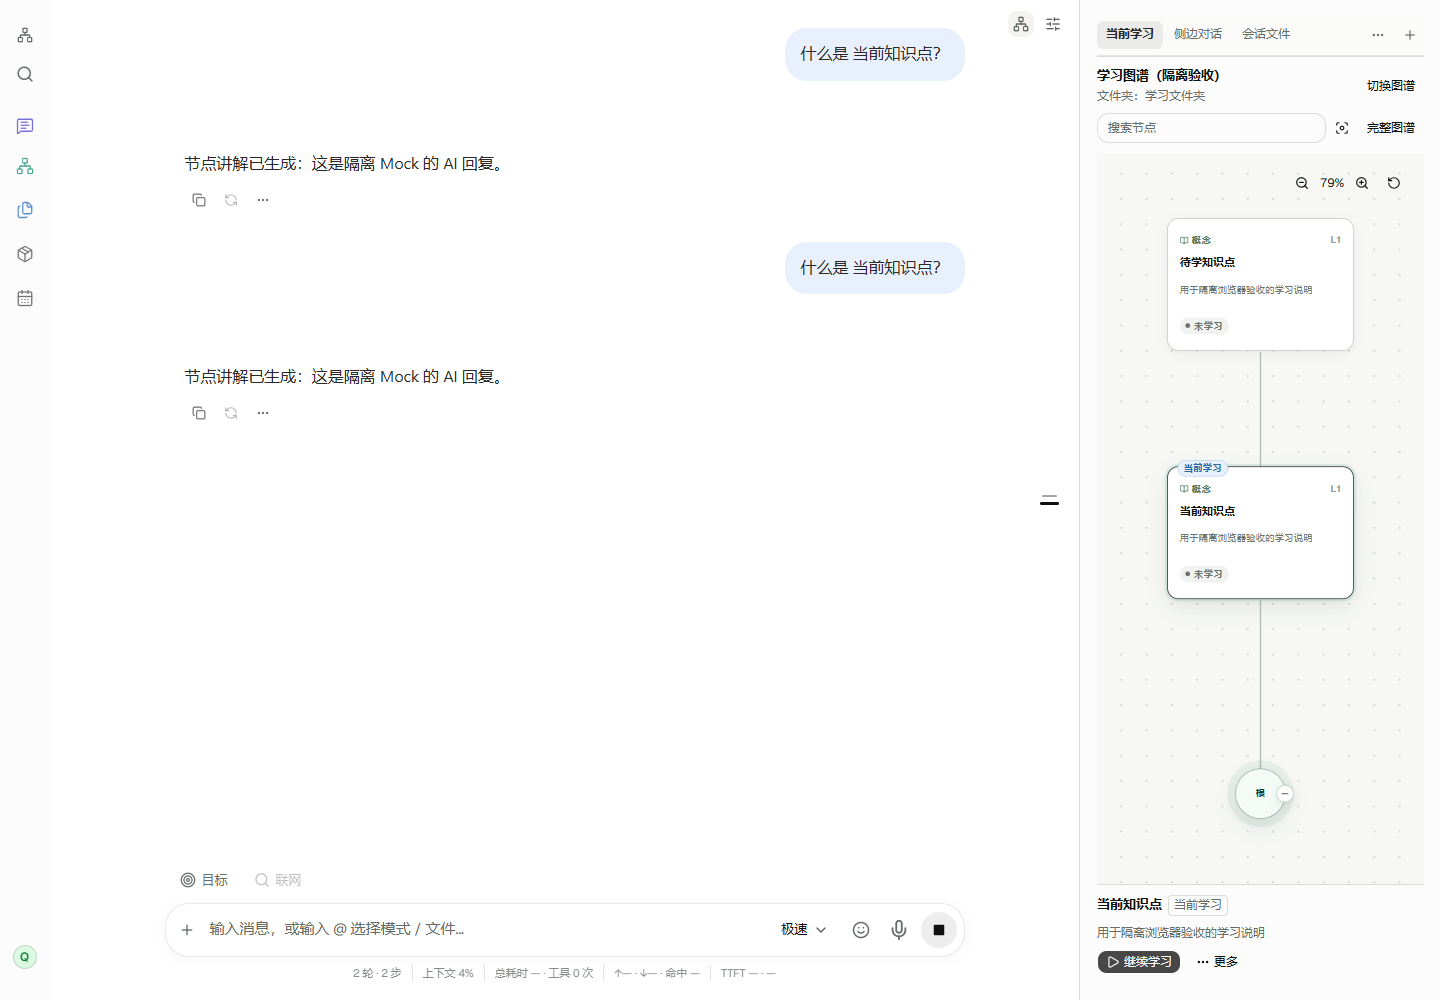 什么是 当前知识点？
节点讲解已生成：这是隔离 Mock 的 AI 回复。
什么是 当前知识点？
节点讲解已生成：这是隔离 Mock 的 AI 回复。
目标
联网
输入消息，或输入 @ 选择模式 / 文件...
极速
2 轮 · 2 步
上下文 4%
总耗时 — · 工具 0 次
↑— · ↓— · 命中 —
TTFT — · —
Q
当前学习
侧边对话
会话文件
学习图谱（隔离验收）
切换图谱
文件夹：学习文件夹
搜索节点
完整图谱
79%
概念
L1
待学知识点
用于隔离浏览器验收的学习说明
未学习
当前学习
概念
L1
当前知识点
用于隔离浏览器验收的学习说明
未学习
根
当前知识点
当前学习
用于隔离浏览器验收的学习说明
继续学习
更多